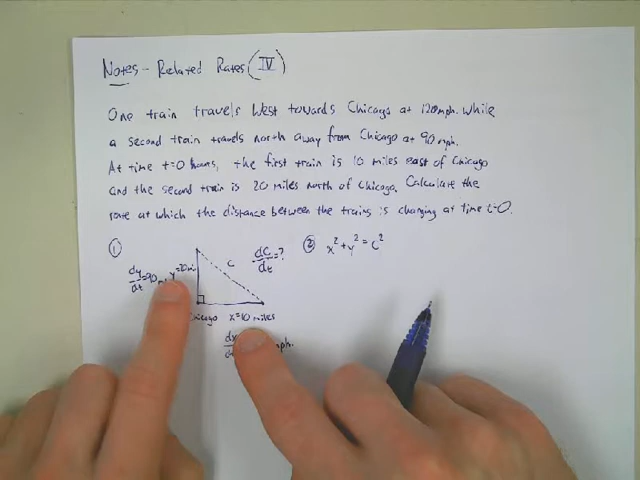 Notes - Related Rates (IV)
One train travels West towards Chicago at 120mph. while
a second train travels north away from Chicago at 90 mph.
At time t=0 hours, the first train is 10 miles east of Chicago
and the second train is 20 miles north of Chicago. Calculate the
rate at which the distance between the trains is changing at time t=0.
①
dy/dt=90 y=20mi
c
dc/dt=?
② x²+y²=c²
x=10 miles
mph.